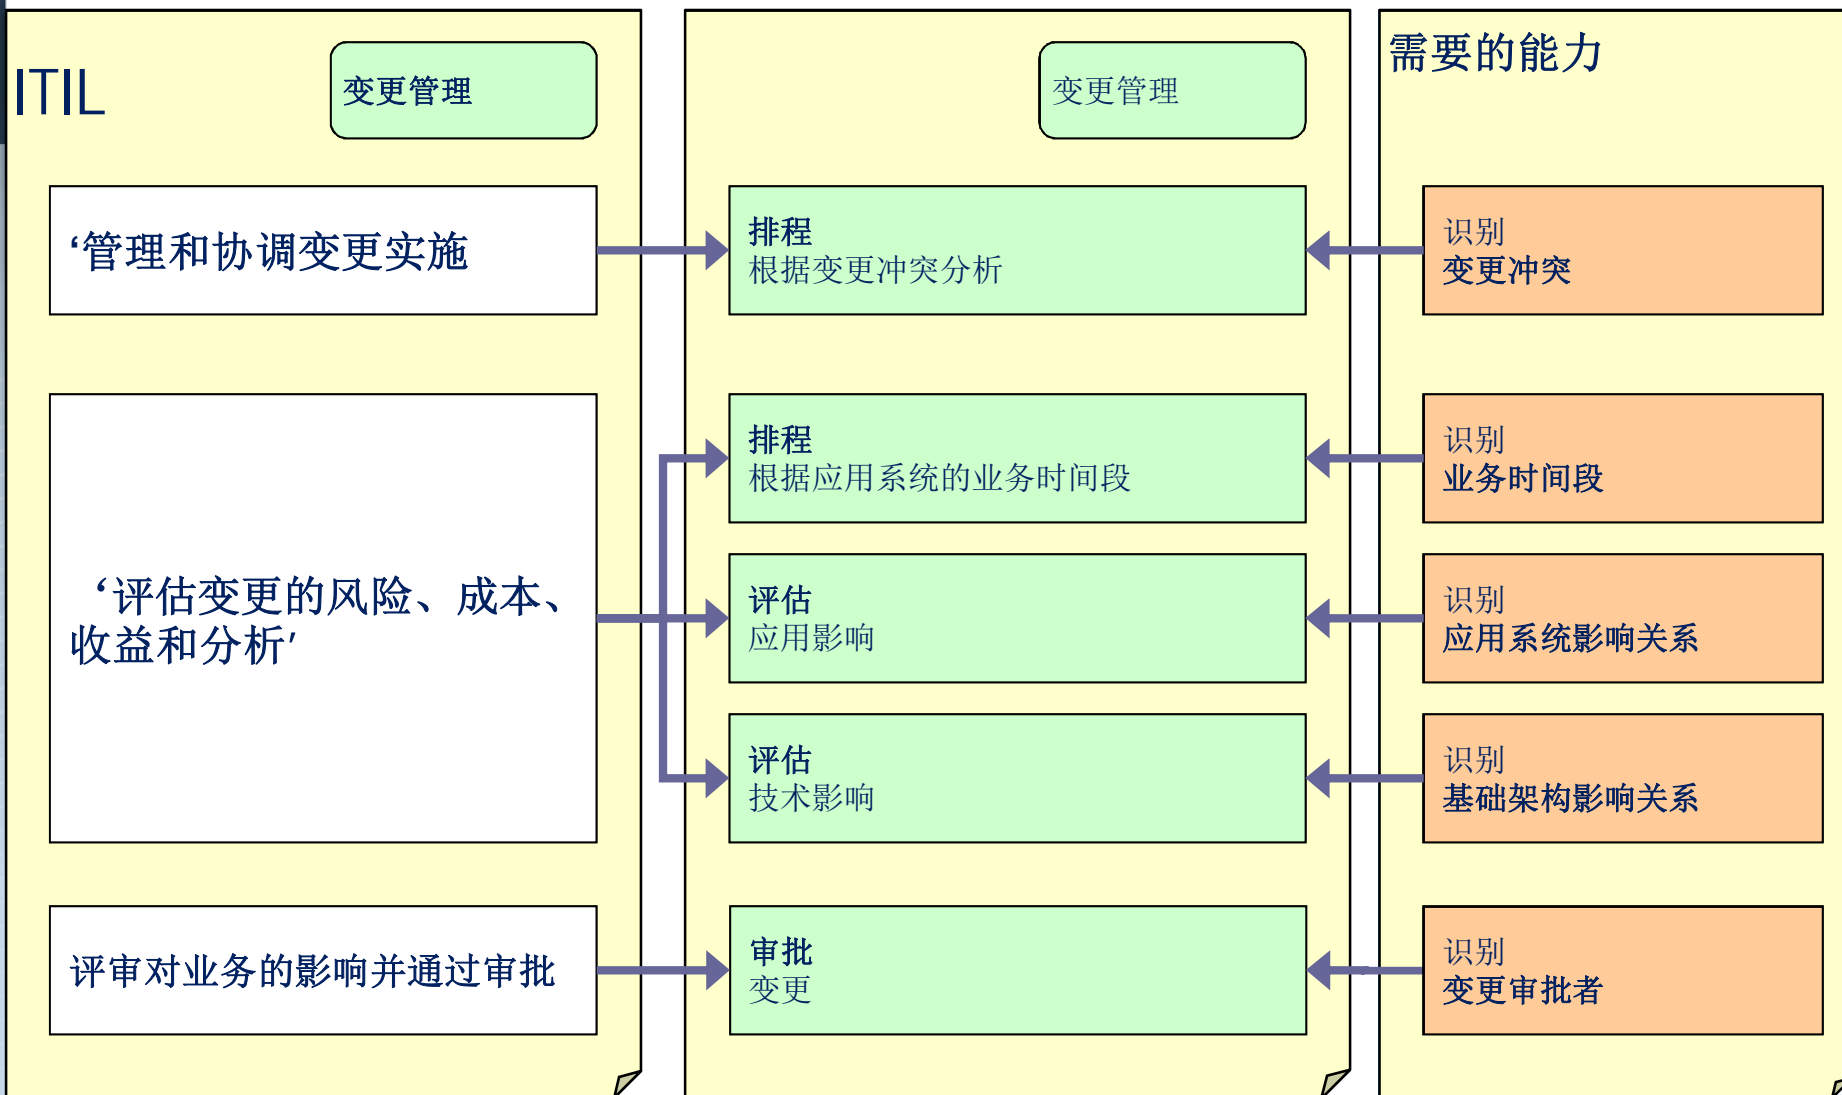 ITIL
变更管理
‘管理和协调变更实施
‘评估变更的风险、成本、
收益和分析’
评审对业务的影响并通过审批
变更管理
排程
根据变更冲突分析
排程
根据应用系统的业务时间段
评估
应用影响
评估
技术影响
审批
变更
需要的能力
识别
变更冲突
识别
业务时间段
识别
应用系统影响关系
识别
基础架构影响关系
识别
变更审批者